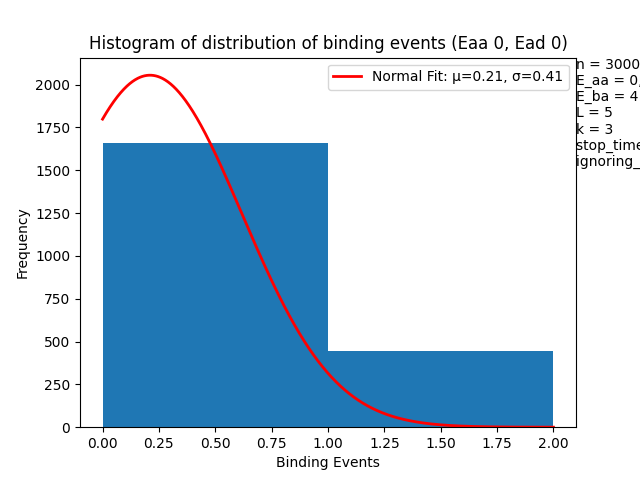 Histogram of distribution of binding events (Eaa 0, Ead 0)
Normal Fit: μ=0.21, σ=0.41
n = 3000
E_aa = 0,
E_ba = 4
L = 5
k = 3
stop_time
ignoring_
Frequency
2000
1750
1500
1250
1000
750
500
250
0
0.00 0.25 0.50 0.75 1.00 1.25 1.50 1.75 2.00
Binding Events